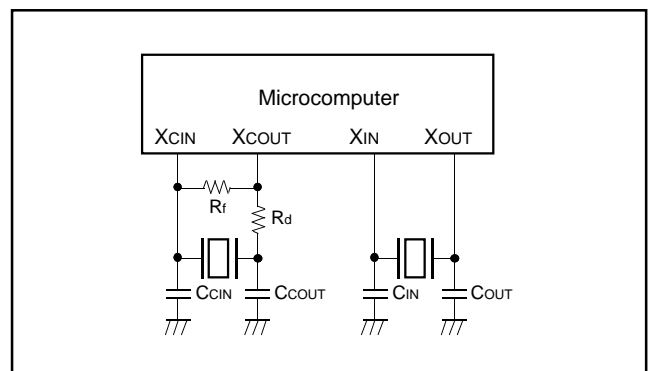 Microcomputer
XCIN XCOUT XIN XOUT
Rf
Rd
CCIN CCOUT CIN COUT